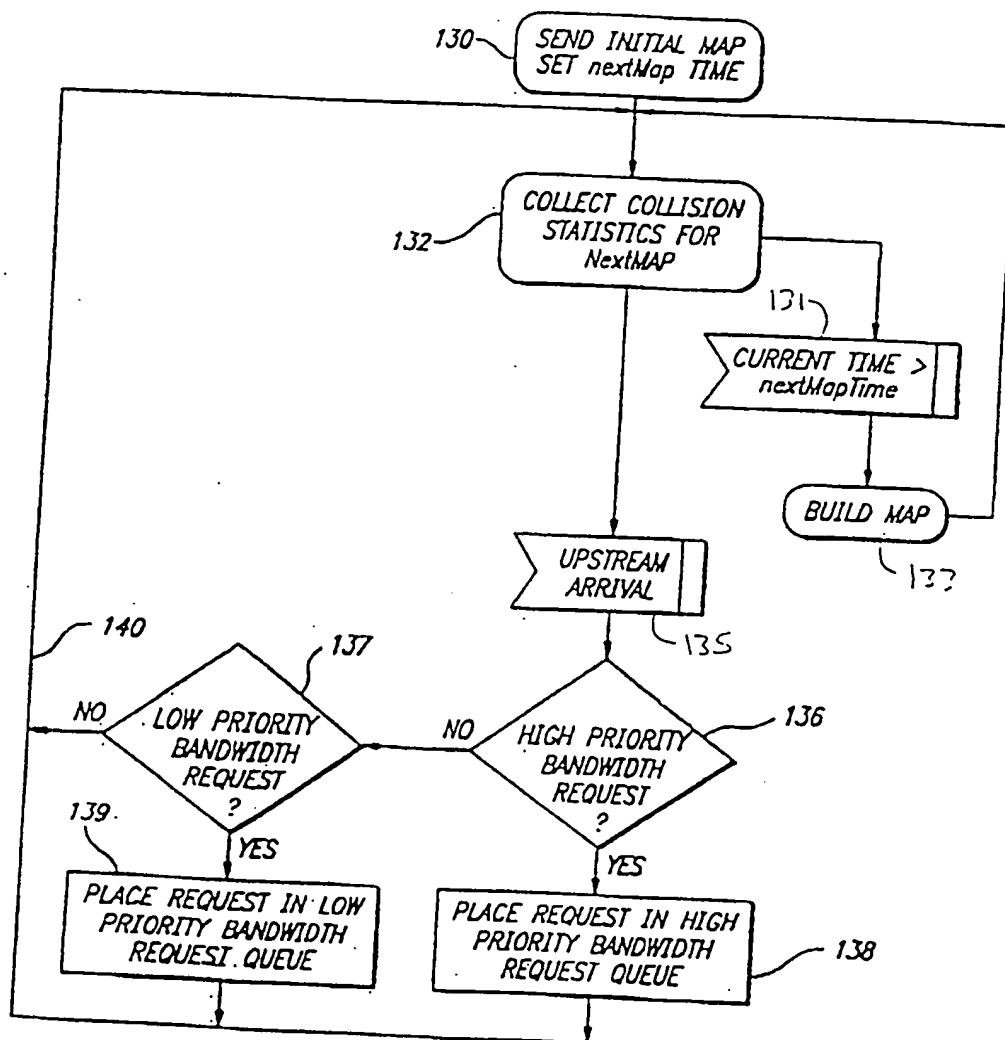 130
SEND INITIAL MAP
SET nextMap TIME
132
COLLECT COLLISION
STATISTICS FOR
NextMAP
131
CURRENT TIME >
nextMapTime
BUILD MAP
133
UPSTREAM
ARRIVAL
135
140
137
NO
LOW PRIORITY
BANDWIDTH
REQUEST
?
NO
HIGH PRIORITY
BANDWIDTH
REQUEST
?
136
139
YES
YES
PLACE REQUEST IN LOW
PRIORITY BANDWIDTH
REQUEST QUEUE
PLACE REQUEST IN HIGH
PRIORITY BANDWIDTH
REQUEST QUEUE
138